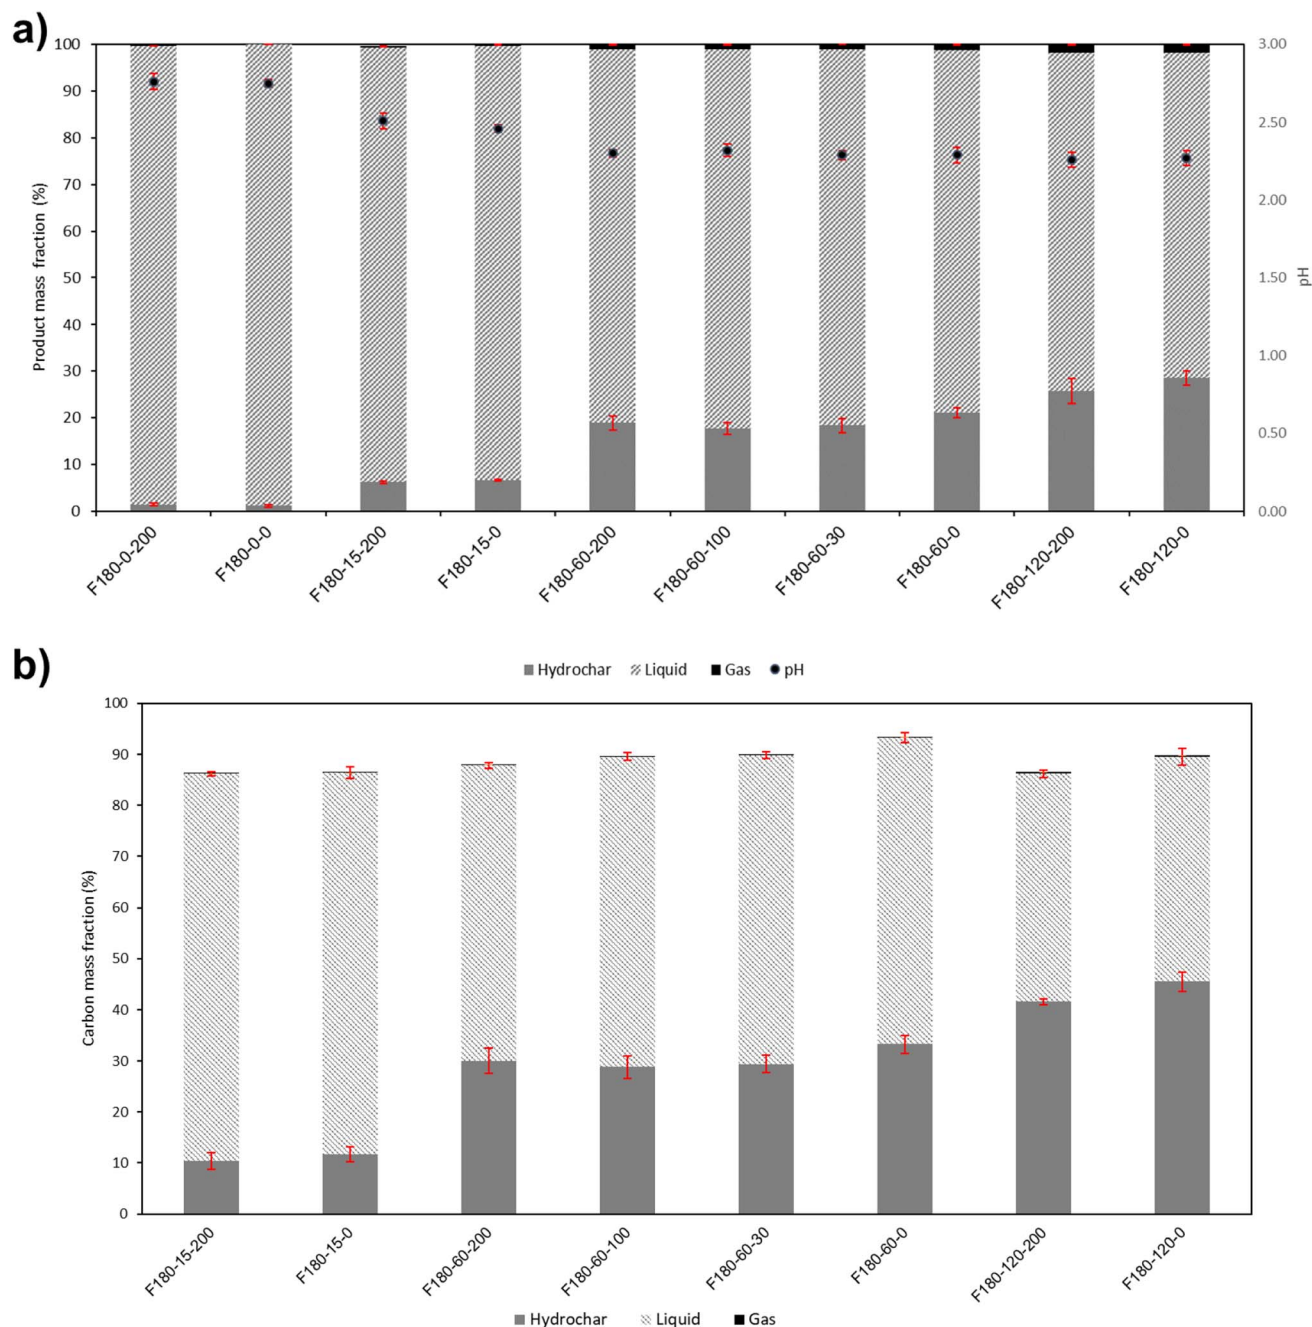 a)
100
90
80
70
60
50
40
30
20
10
0
Product mass fraction (%)
3.00
2.50
2.00
1.50
1.00
0.50
0.00
pH
F180-0-200
F180-0-0
F180-15-200
F180-15-0
F180-60-200
F180-60-100
F180-60-30
F180-60-0
F180-120-200
F180-120-0
Hydrochar Liquid Gas pH
b)
100
90
80
70
60
50
40
30
20
10
0
Carbon mass fraction (%)
F180-15-200
F180-15-0
F180-60-200
F180-60-100
F180-60-30
F180-60-0
F180-120-200
F180-120-0
Hydrochar Liquid Gas